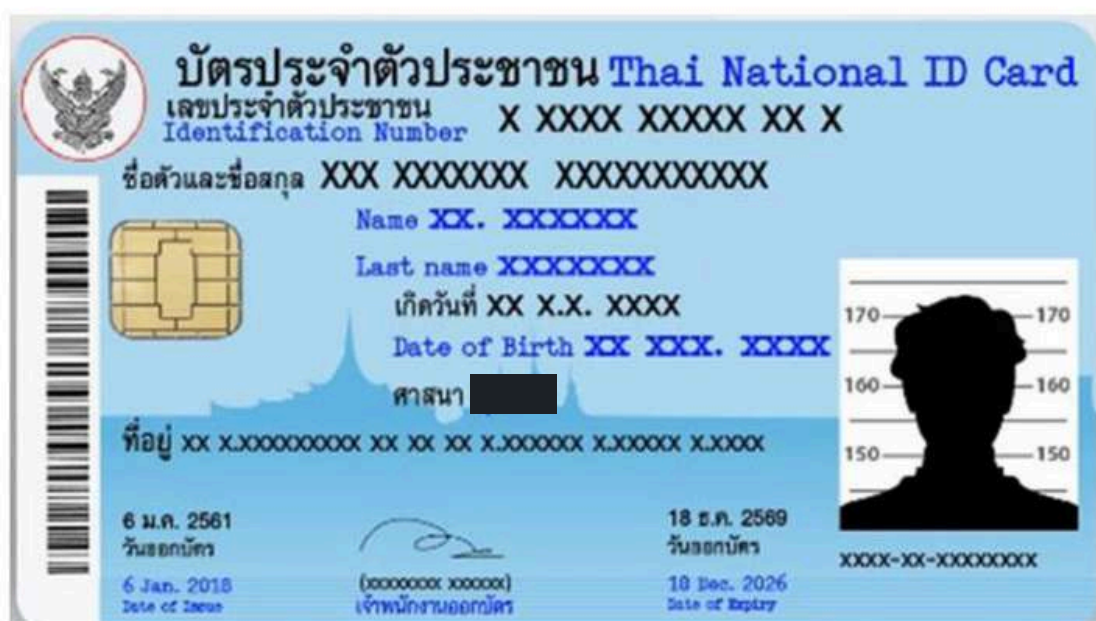 บัตรประจำตัวประชาชน Thai National ID Card
เลขประจำตัวประชาชน
Identification Number X XXXX XXXXX XX X
ชื่อตัวและชื่อสกุล XXX XXXXXXX XXXXXXXXXXX
Name XX. XXXXXX
Last name XXXXXXX
เกิดวันที่ XX X.X. XXXX
Date of Birth XX XXX. XXXX
ศาสนา
ที่อยู่ XX X.XXXXXXXXX XX XX XX X.XXXXXX X.XXXXX X.XXXX
170 170
160 160
150 150
6 ม.ค. 2561
วันออกบัตร
6 Jan. 2018
Date of Issue
(XXXXXXXX XXXXXX)
เจ้าพนักงานออกบัตร
18 ธ.ค. 2569
วันออกบัตร
18 Dec. 2026
Date of Expiry
XXXX-XX-XXXXXXXX